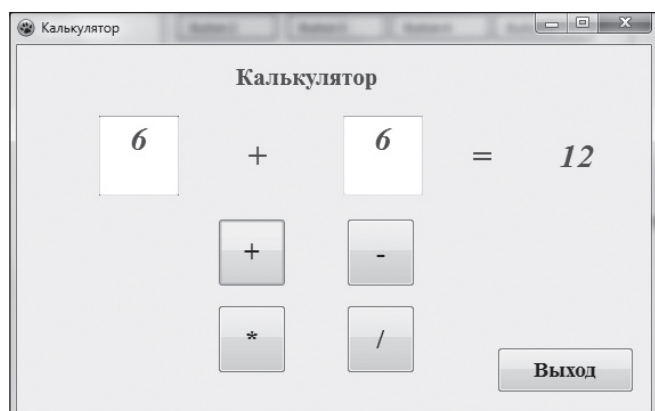 Калькулятор
Калькулятор
6 + 6 = 12
+ -
* /
Выход